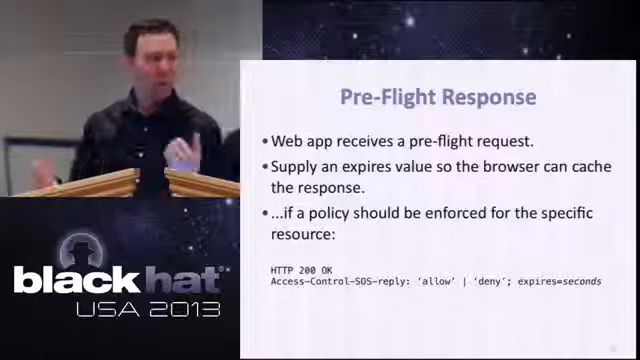 Pre-Flight Response
• Web app receives a pre-flight request.
• Supply an expires value so the browser can cache
the response.
• ...if a policy should be enforced for the specific
resource:
HTTP 200 OK
Access-Control-SOS-reply: ‘allow’ | ‘deny’; expires=seconds
black hat®
USA 2013